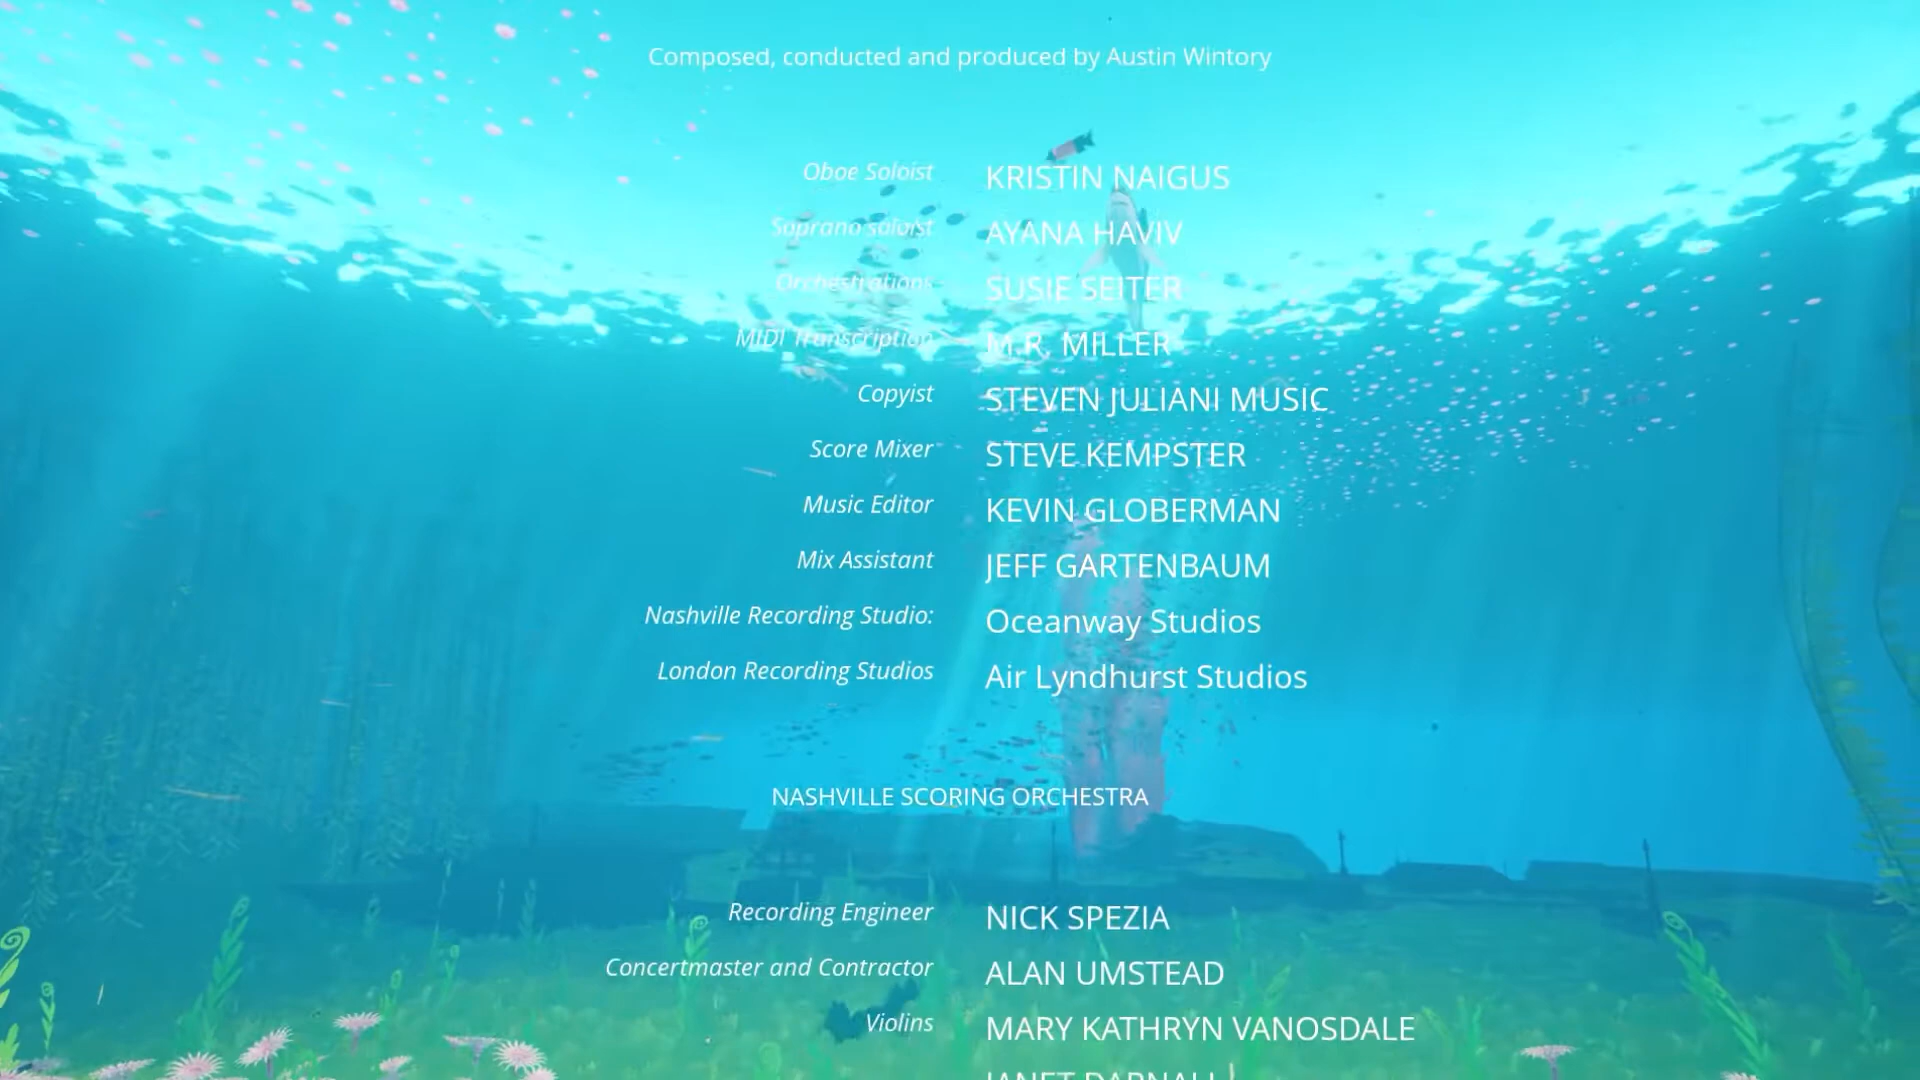 Composed, conducted and produced by Austin Wintory
Oboe Soloist KRISTIN NAIGUS
Soprano soloist AYANA HAVIV
Orchestrations SUSIE SEITER
MIDI Transcription M.R. MILLER
Copyist STEVEN JULIANI MUSIC
Score Mixer STEVE KEMPSTER
Music Editor KEVIN GLOBERMAN
Mix Assistant JEFF GARTENBAUM
Nashville Recording Studio: Oceanway Studios
London Recording Studios Air Lyndhurst Studios
NASHVILLE SCORING ORCHESTRA
Recording Engineer NICK SPEZIA
Concertmaster and Contractor ALAN UMSTEAD
Violins MARY KATHRYN VANOSDALE
JANET DARNALL